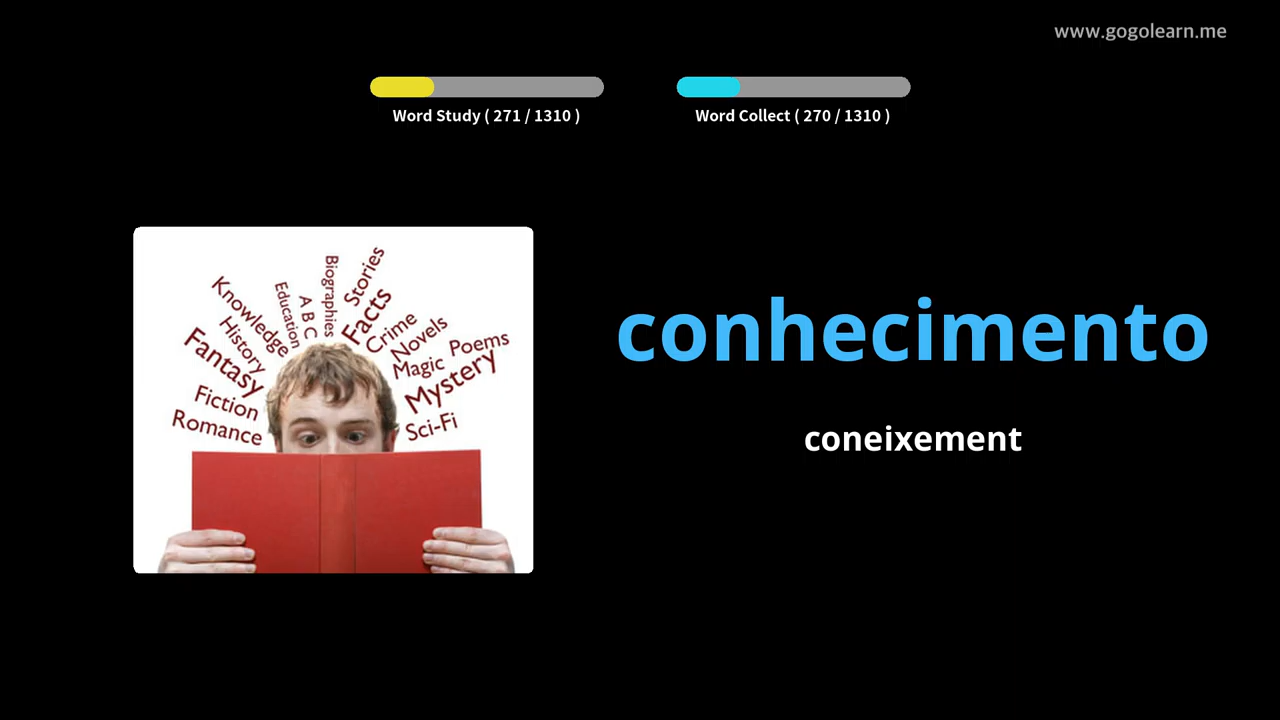 www.gogolearn.me
Word Study ( 271 / 1310 )
Word Collect ( 270 / 1310 )
Knowledge
Education
A B C
Biographies
Stories
Facts
History
Crime
Novels
Fantasy
Magic
Poems
Mystery
Fiction
Romance
Sci-Fi
conhecimento
coneixement